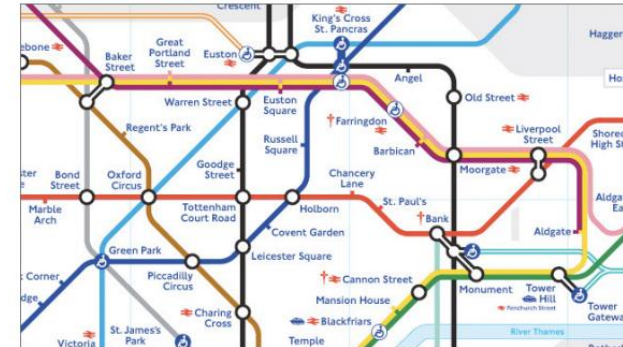 Crescent
King's Cross
St. Pancras
Hagger
ebone
Baker
Street
Great
Portland
Street
Euston
Angel
Warren Street
Euston
Square
Old Street
Farringdon
Liverpool
Street
Shored
High St
Regent's Park
Russell
Square
Barbican
Moorgate
Bond
Street
Oxford
Circus
Goodge
Street
Chancery
Lane
St. Paul's
Marble
Arch
Tottenham
Court Road
Holborn
Bank
Aldga
Ea
Covent Garden
Aldgate
Green Park
Leicester Square
Corner
dge
Piccadilly
Circus
Cannon Street
Monument
Tower
Hill
Fenchurch Street
Mansion House
Tower
Gateway
Charing
Cross
Blackfriars
Victoria
St. James's
Park
Temple
River Thames